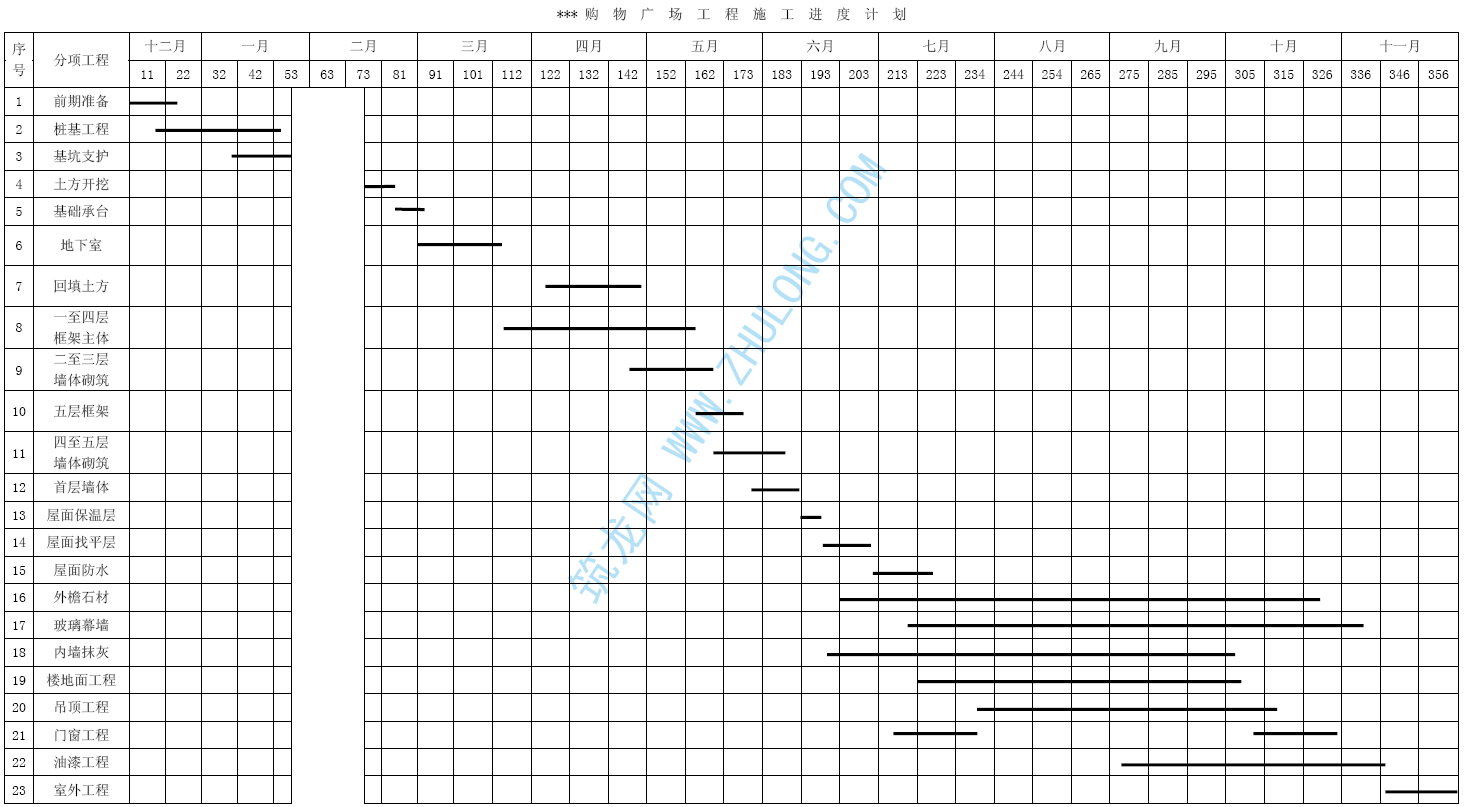 *** 购 物 广 场 工 程 施 工 进 度 计 划
序号 分项工程 十二月 一月 二月 三月 四月 五月 六月 七月 八月 九月 十月 十一月
11 22 32 42 53 63 73 81 91 101 112 122 132 142 152 162 173 183 193 203 213 223 234 244 254 265 275 285 295 305 315 326 336 346 356
1 前期准备
2 桩基工程
3 基坑支护
4 土方开挖
5 基础承台
6 地下室
7 回填土方
8 一至四层
框架主体
9 二至三层
墙体砌筑
10 五层框架
11 四至五层
墙体砌筑
12 首层墙体
13 屋面保温层
14 屋面找平层
15 屋面防水
16 外檐石材
17 玻璃幕墙
18 内墙抹灰
19 楼地面工程
20 吊顶工程
21 门窗工程
22 油漆工程
23 室外工程
筑龙网 WWW.ZHULONG.COM